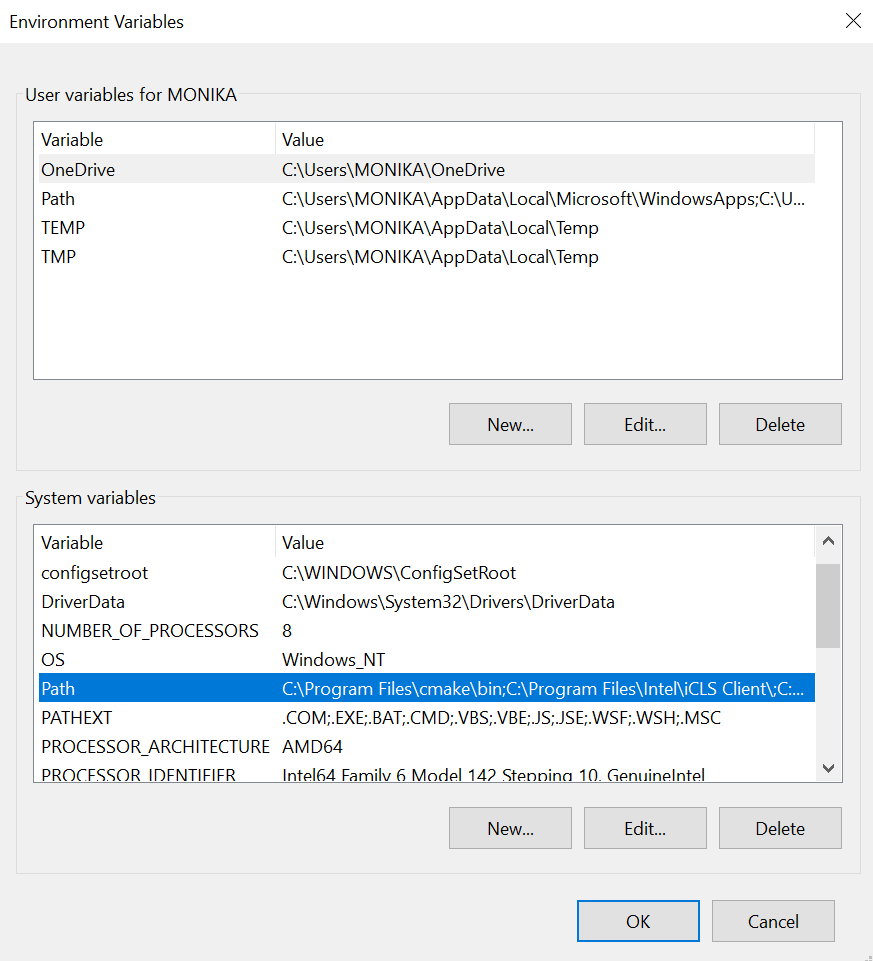 Environment Variables
User variables for MONIKA
Variable Value
OneDrive C:\Users\MONIKA\OneDrive
Path C:\Users\MONIKA\AppData\Local\Microsoft\WindowsApps;C:\U...
TEMP C:\Users\MONIKA\AppData\Local\Temp
TMP C:\Users\MONIKA\AppData\Local\Temp
New... Edit... Delete
System variables
Variable Value
configsetroot C:\WINDOWS\ConfigSetRoot
DriverData C:\Windows\System32\Drivers\DriverData
NUMBER_OF_PROCESSORS 8
OS Windows_NT
Path C:\Program Files\cmake\bin;C:\Program Files\Intel\iCLS Client\;C:...
PATHEXT .COM;.EXE;.BAT;.CMD;.VBS;.VBE;.JS;.JSE;.WSF;.WSH;.MSC
PROCESSOR_ARCHITECTURE AMD64
PROCESSOR_IDENTIFIER Intel64 Family 6 Model 142 Stepping 10, GenuineIntel
New... Edit... Delete
OK Cancel